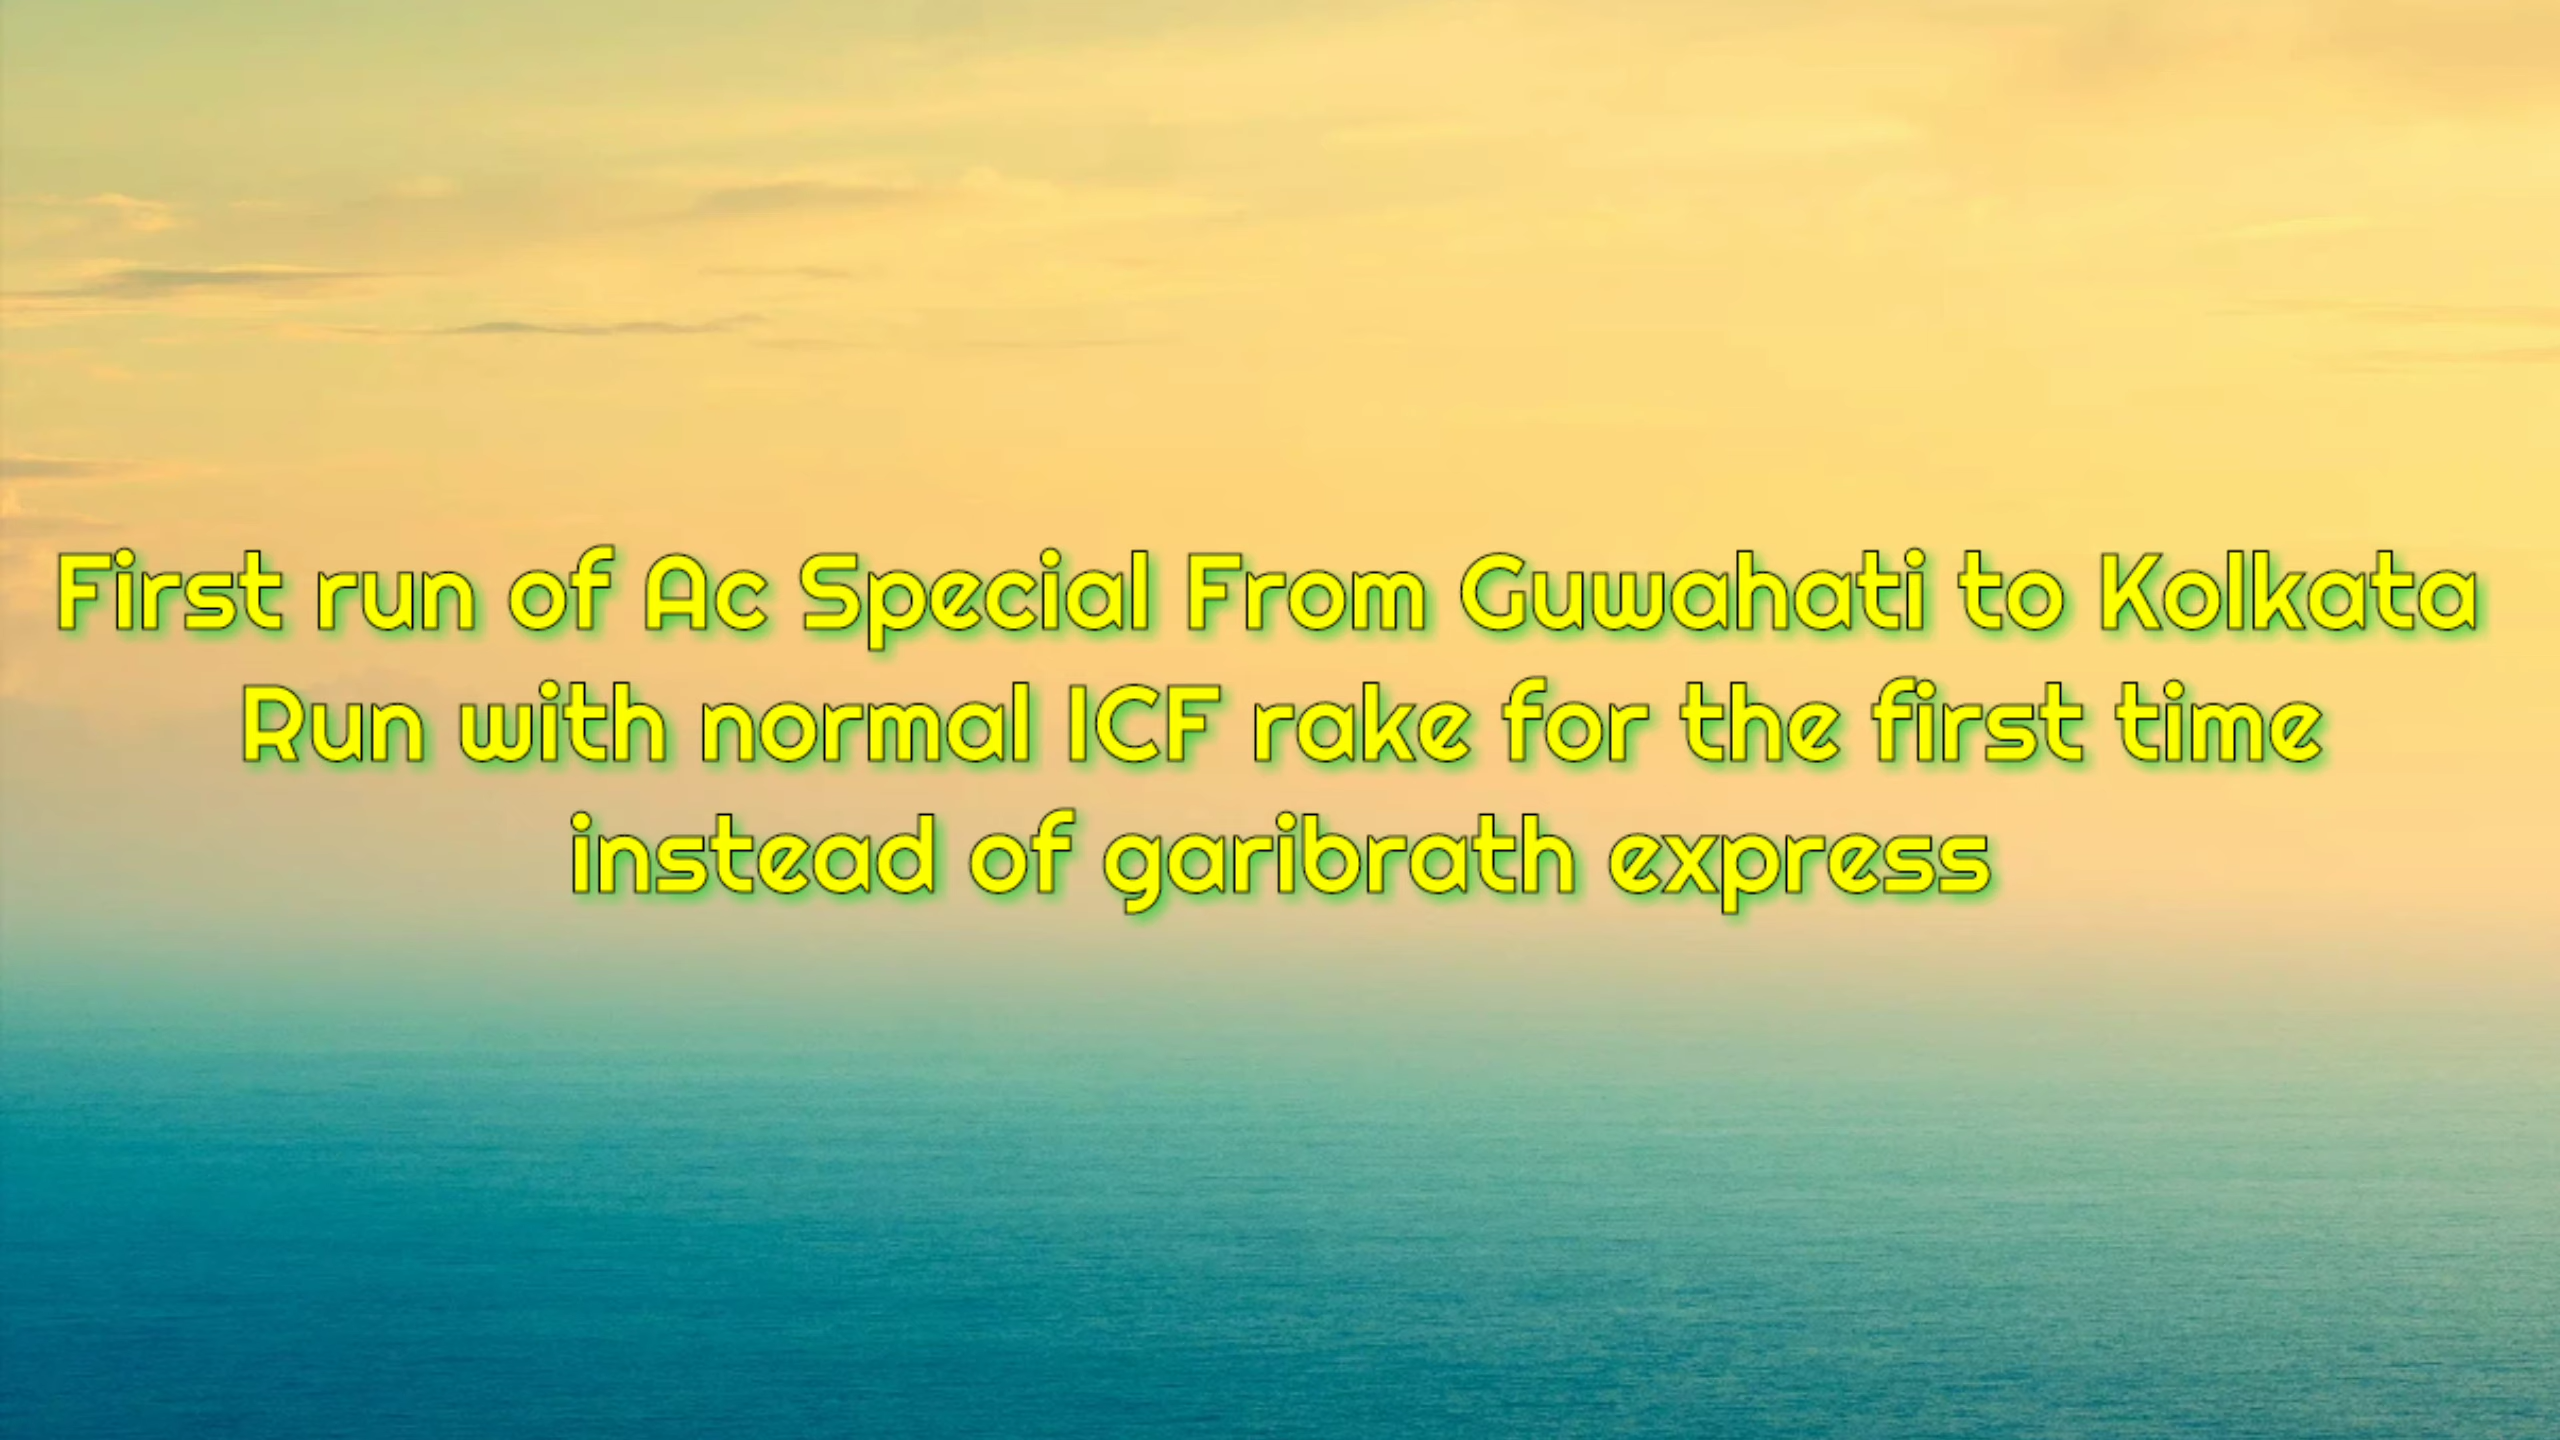 First run of Ac Special From Guwahati to Kolkata
Run with normal ICF rake for the first time
instead of garibrath express